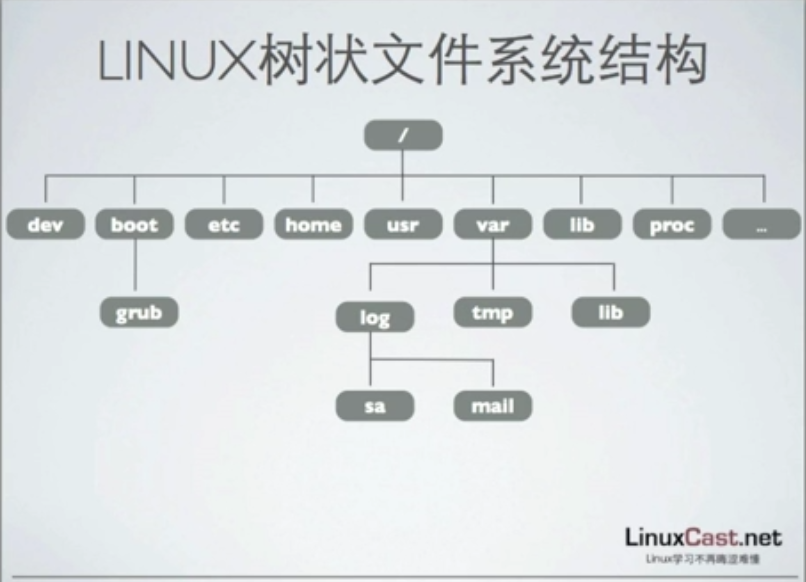 LINUX树状文件系统结构
/
dev boot etc home usr var lib proc ...
grub log tmp lib
sa mail
LinuxCast.net
Linux学习不再晦涩难懂